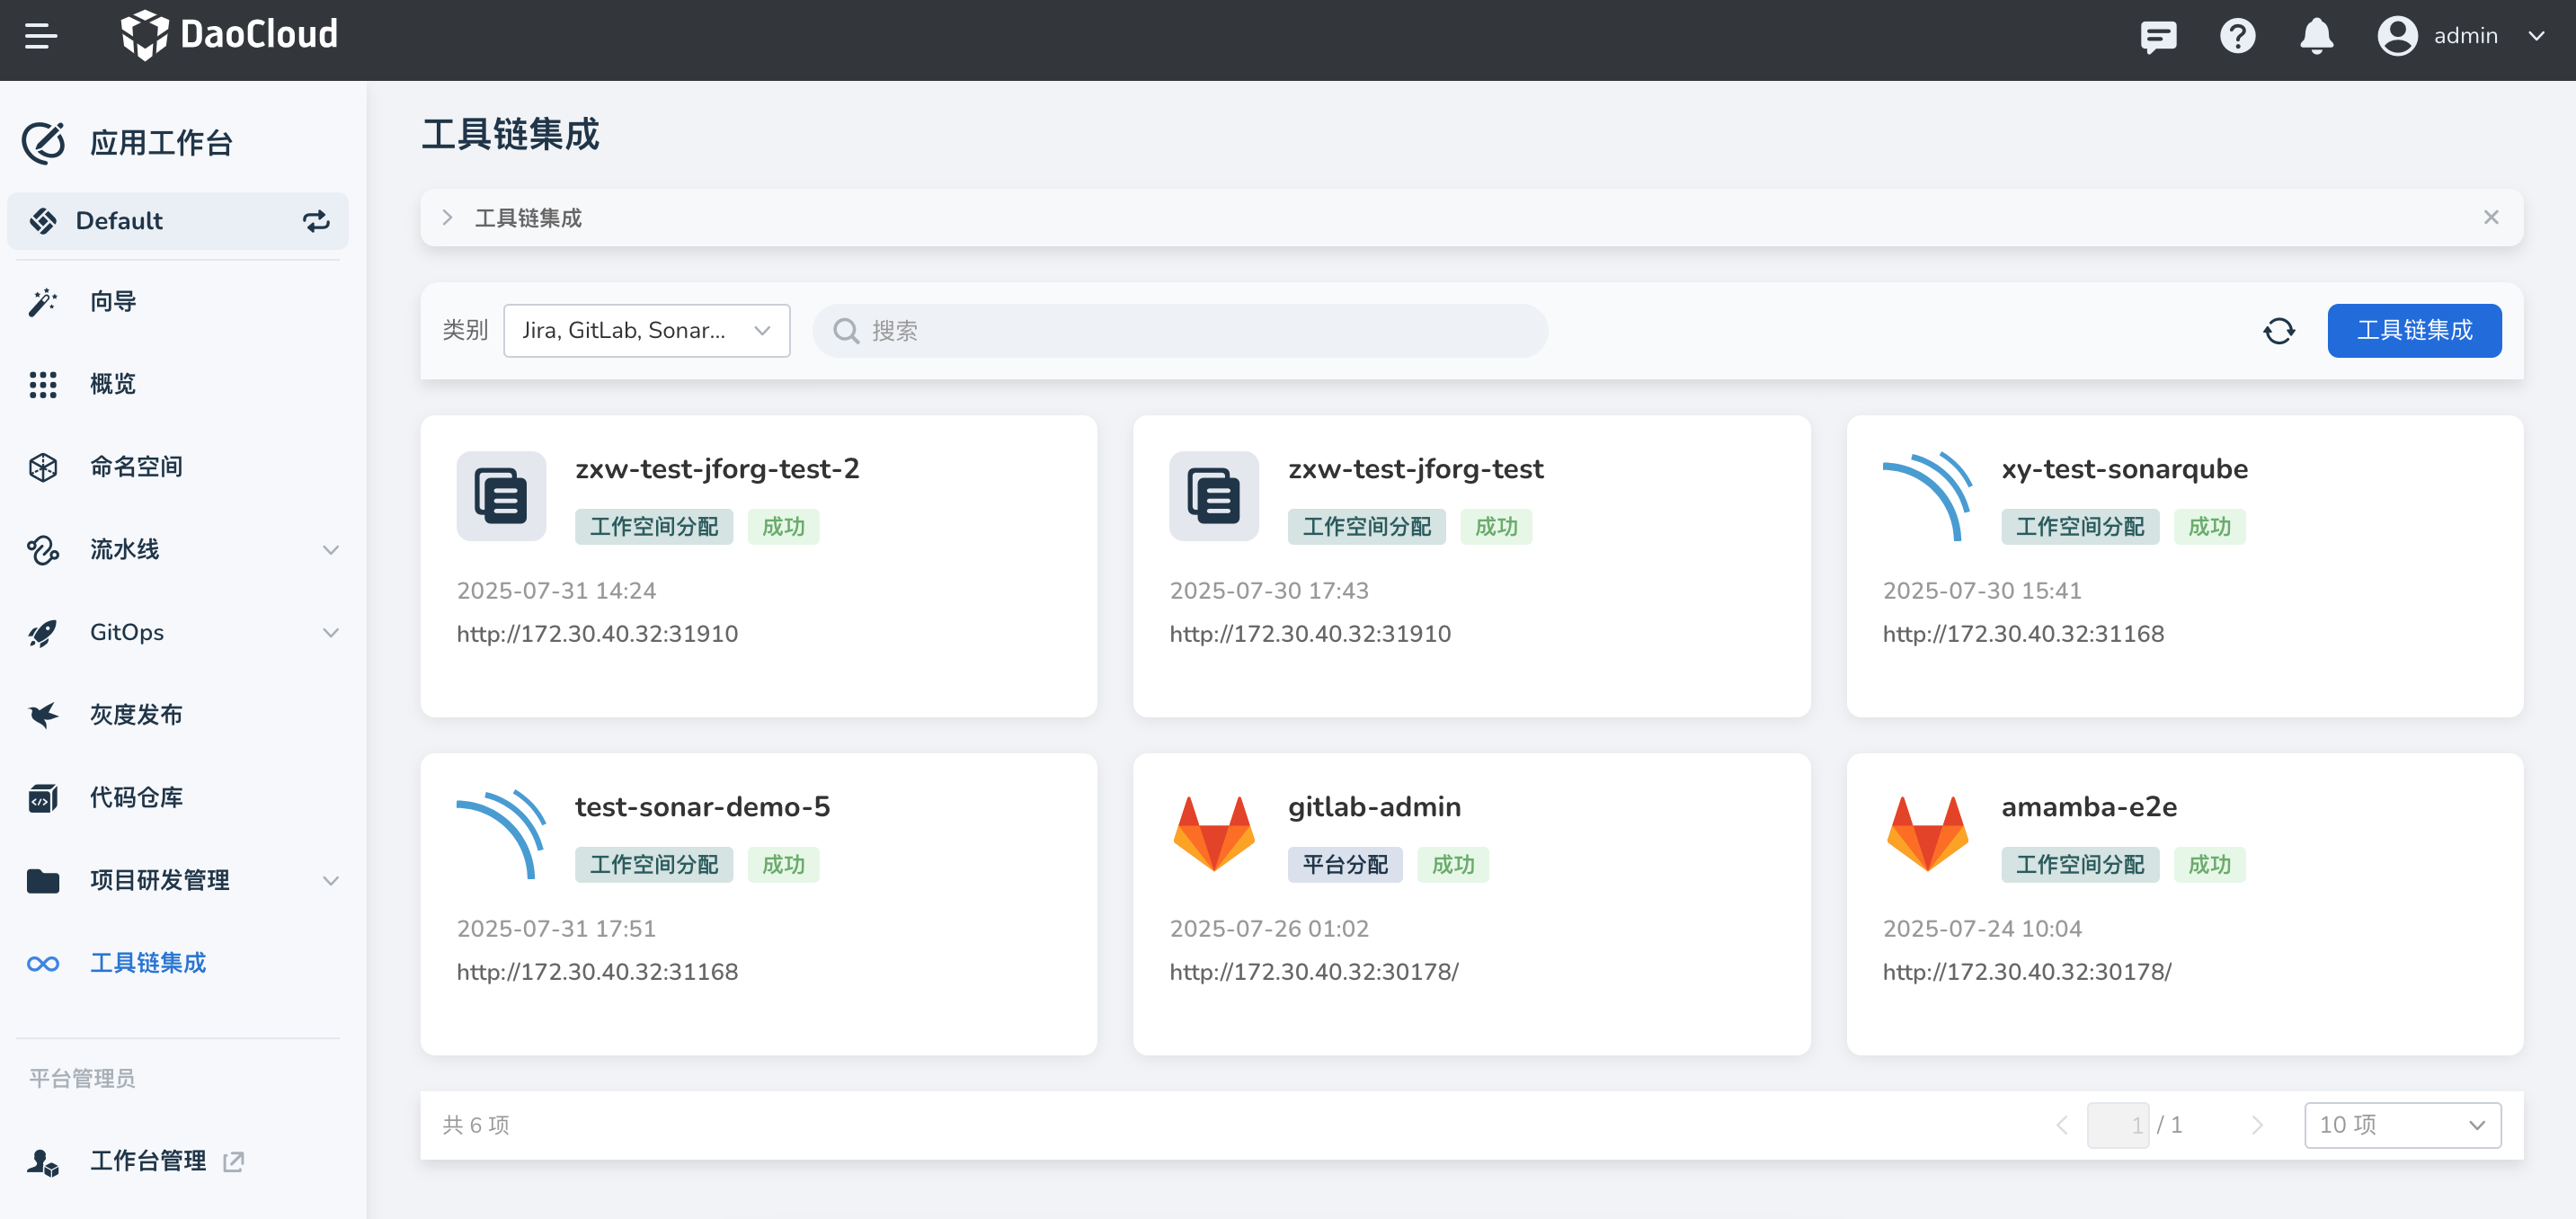 DaoCloud
admin
应用工作台
Default
向导
概览
命名空间
流水线
GitOps
灰度发布
代码仓库
项目研发管理
工具链集成
平台管理员
工作台管理
工具链集成
工具链集成
类别
Jira, GitLab, Sonar...
搜索
工具链集成
zxw-test-jforg-test-2
工作空间分配 成功
2025-07-31 14:24
http://172.30.40.32:31910
zxw-test-jforg-test
工作空间分配 成功
2025-07-30 17:43
http://172.30.40.32:31910
xy-test-sonarqube
工作空间分配 成功
2025-07-30 15:41
http://172.30.40.32:31168
test-sonar-demo-5
工作空间分配 成功
2025-07-31 17:51
http://172.30.40.32:31168
gitlab-admin
平台分配 成功
2025-07-26 01:02
http://172.30.40.32:30178/
amamba-e2e
工作空间分配 成功
2025-07-24 10:04
http://172.30.40.32:30178/
共 6 项
1 / 1
10 项